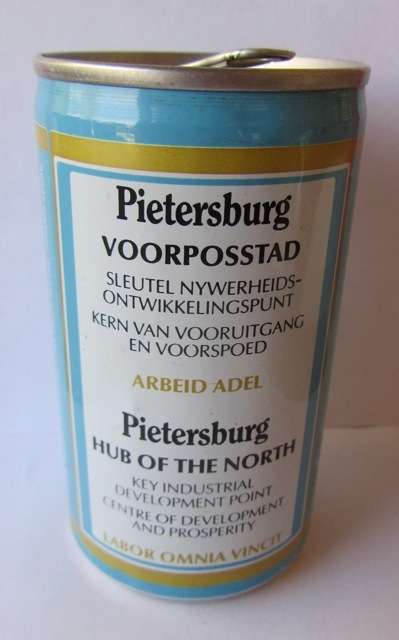 Pietersburg
VOORPOSSTAD
SLEUTEL NYWERHEIDS-
ONTWIKKELINGSPUNT
KERN VAN VOORUITGANG
EN VOORSPOED
ARBEID ADEL
Pietersburg
HUB OF THE NORTH
KEY INDUSTRIAL
DEVELOPMENT POINT
CENTRE OF DEVELOPMENT
AND PROSPERITY
LABOR OMNIA VINCIT